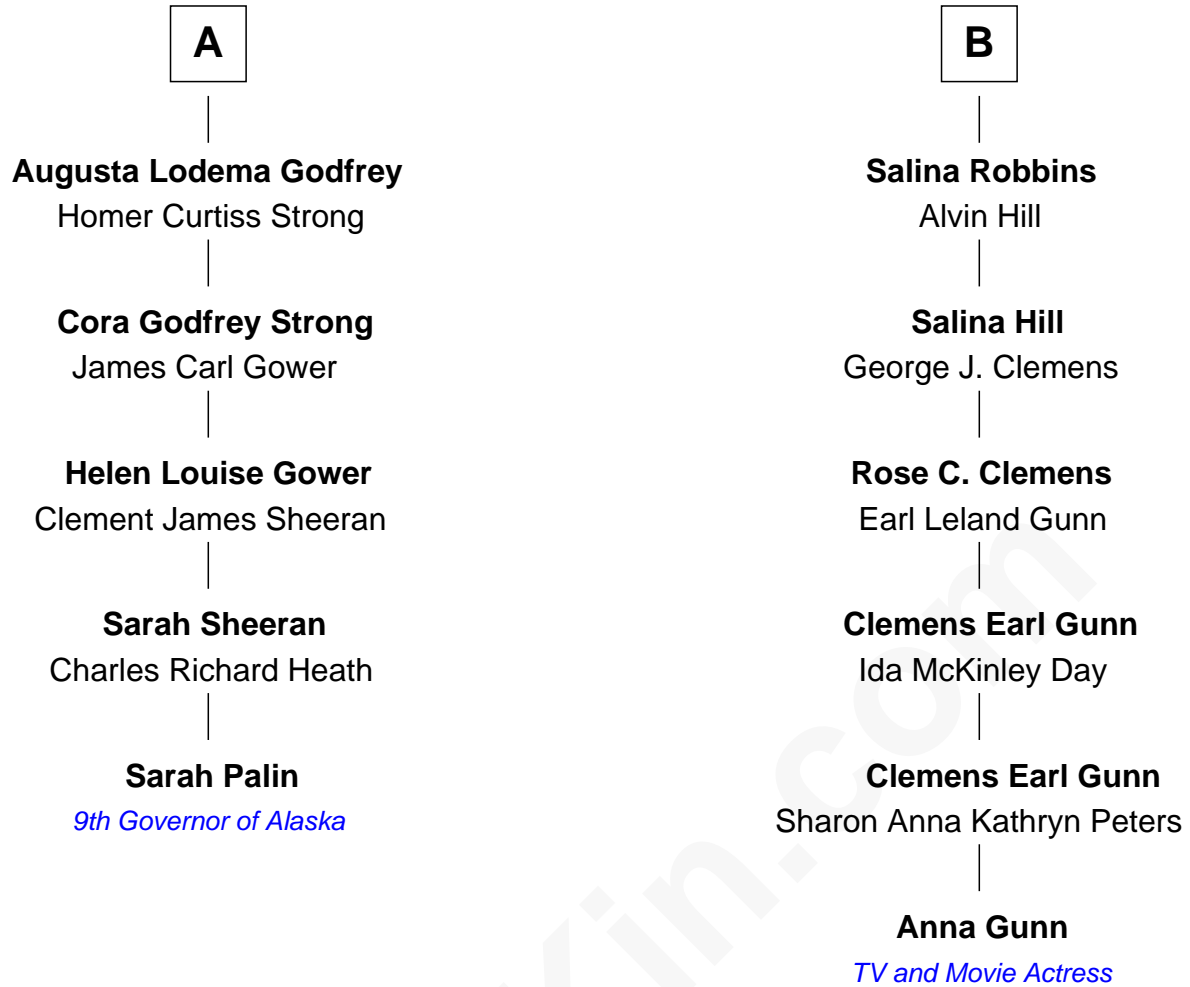 A
Augusta Lodema Godfrey
Homer Curtiss Strong
Cora Godfrey Strong
James Carl Gower
Helen Louise Gower
Clement James Sheeran
Sarah Sheeran
Charles Richard Heath
Sarah Palin
9th Governor of Alaska
B
Salina Robbins
Alvin Hill
Salina Hill
George J. Clemens
Rose C. Clemens
Earl Leland Gunn
Clemens Earl Gunn
Ida McKinley Day
Clemens Earl Gunn
Sharon Anna Kathryn Peters
Anna Gunn
TV and Movie Actress